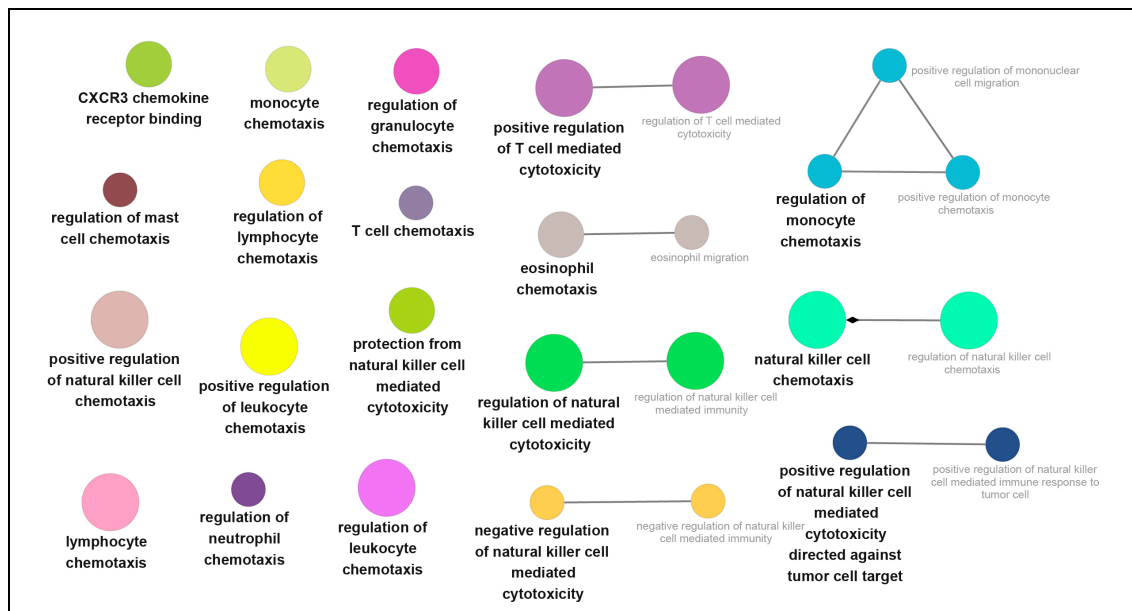 CXCR3 chemokine
receptor binding
monocyte
chemotaxis
regulation of
granulocyte
chemotaxis
positive regulation
of T cell mediated
cytotoxicity
regulation of T cell mediated
cytotoxicity
positive regulation of mononuclear
cell migration
regulation of
monocyte
chemotaxis
positive regulation of monocyte
chemotaxis
regulation of mast
cell chemotaxis
regulation of
lymphocyte
chemotaxis
T cell chemotaxis
eosinophil
chemotaxis
eosinophil migration
positive regulation
of natural killer cell
chemotaxis
positive regulation
of leukocyte
chemotaxis
protection from
natural killer cell
mediated
cytotoxicity
regulation of natural
killer cell mediated
cytotoxicity
regulation of natural killer cell
mediated immunity
natural killer cell
chemotaxis
regulation of natural killer cell
chemotaxis
lymphocyte
chemotaxis
regulation of
neutrophil
chemotaxis
regulation of
leukocyte
chemotaxis
negative regulation
of natural killer cell
mediated
cytotoxicity
negative regulation of natural killer
cell mediated immunity
positive regulation
of natural killer cell
mediated
cytotoxicity
directed against
tumor cell target
positive regulation of natural killer
cell mediated immune response to
tumor cell